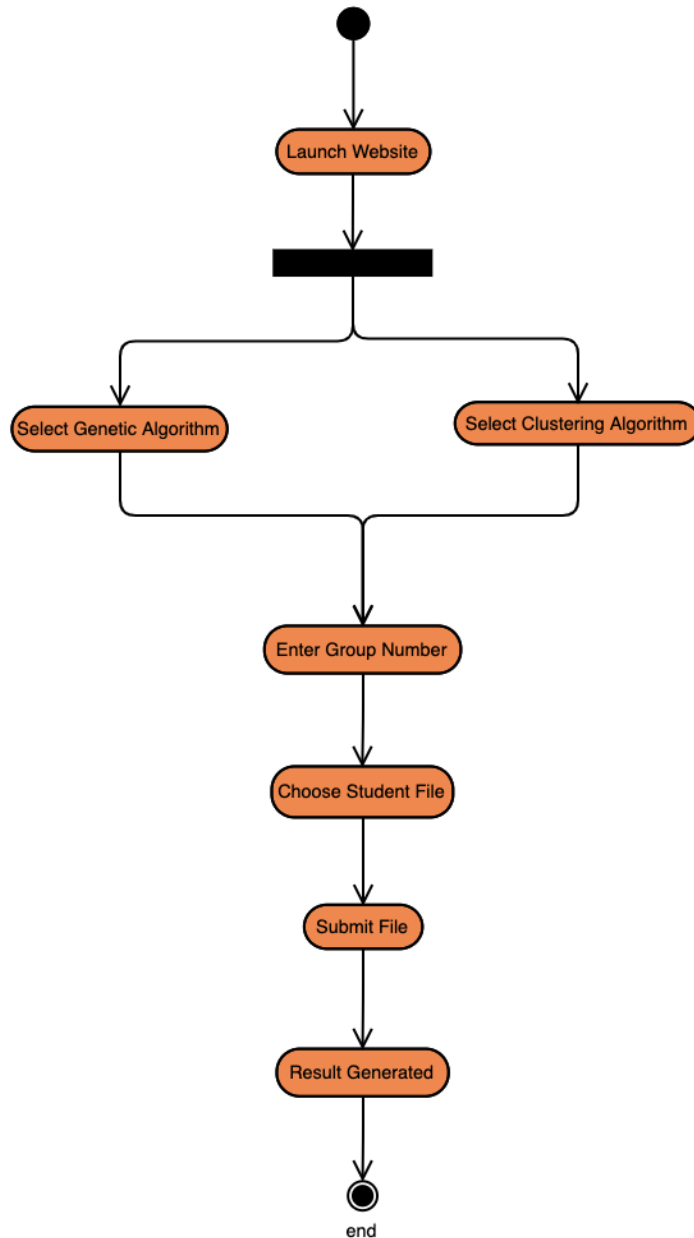 Launch Website
Select Genetic Algorithm
Select Clustering Algorithm
Enter Group Number
Choose Student File
Submit File
Result Generated
end